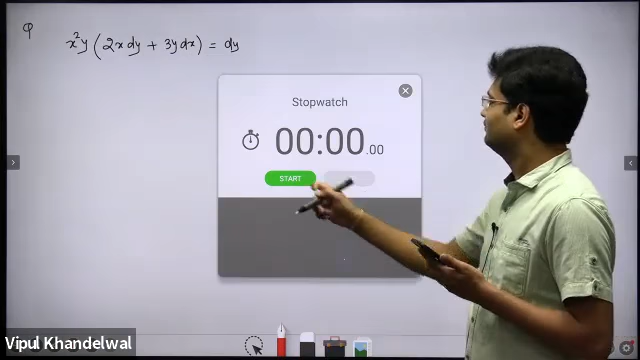 Q
x²y (2x dy + 3y dx) = dy
Stopwatch
00:00.00
START
Vipul Khandelwal